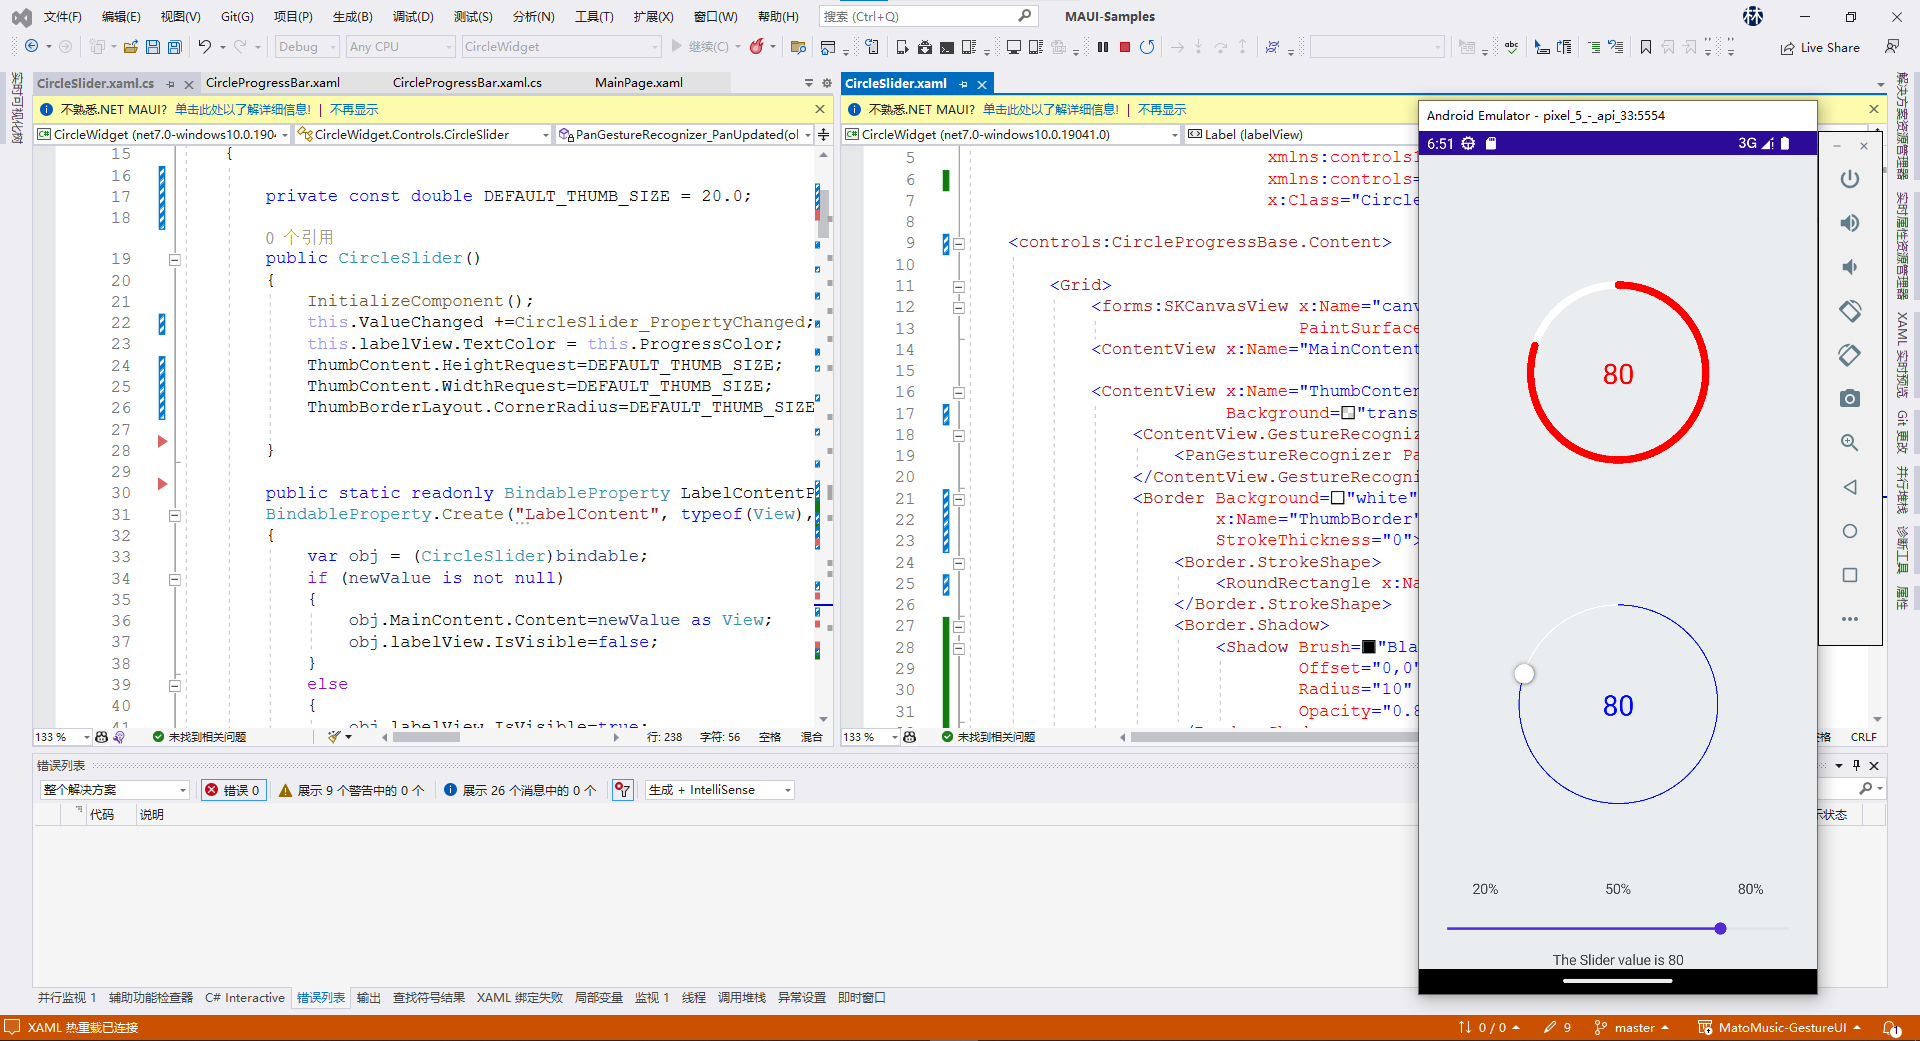 文件(F) 编辑(E) 视图(V) Git(G) 项目(P) 生成(B) 调试(D) 测试(S) 分析(N) 工具(T) 扩展(X) 窗口(W) 帮助(H) 搜索 (Ctrl+Q) MAUI-Samples 林
Debug Any CPU CircleWidget 继续(C) Live Share
CircleSlider.xaml.cs CircleProgressBar.xaml CircleProgressBar.xaml.cs MainPage.xaml
不熟悉.NET MAUI? 单击此处以了解详细信息! | 不再显示
CircleWidget (net7.0-windows10.0.1904 CircleWidget.Controls.CircleSlider PanGestureRecognizer_PanUpdated(ol
15 {
16
17 private const double DEFAULT_THUMB_SIZE = 20.0;
18
0 个引用
19 public CircleSlider()
20 {
21 InitializeComponent();
22 this.ValueChanged +=CircleSlider_PropertyChanged;
23 this.labelView.TextColor = this.ProgressColor;
24 ThumbContent.HeightRequest=DEFAULT_THUMB_SIZE;
25 ThumbContent.WidthRequest=DEFAULT_THUMB_SIZE;
26 ThumbBorderLayout.CornerRadius=DEFAULT_THUMB_SIZE
27
28 }
29
30 public static readonly BindableProperty LabelContentP
31 BindableProperty.Create("LabelContent", typeof(View),
32 {
33 var obj = (CircleSlider)bindable;
34 if (newValue is not null)
35 {
36 obj.MainContent.Content=newValue as View;
37 obj.labelView.IsVisible=false;
38 }
39 else
40 {
41 obj.labelView.IsVisible=true;
133 % 未找到相关问题 行: 238 字符: 56 空格 混合
CircleSlider.xaml
不熟悉.NET MAUI? 单击此处以了解详细信息! | 不再显示
CircleWidget (net7.0-windows10.0.19041.0) Label (labelView)
5 xmlns:controls1
6 xmlns:controls=
7 x:Class="Circle
8
9 <controls:CircleProgressBase.Content>
10
11 <Grid>
12 <forms:SKCanvasView x:Name="canv
13 PaintSurface
14 <ContentView x:Name="MainContent
15
16 <ContentView x:Name="ThumbConten
17 Background="trans
18 <ContentView.GestureRecogniz
19 <PanGestureRecognizer Pa
20 </ContentView.GestureRecogni
21 <Border Background="white"
22 x:Name="ThumbBorder"
23 StrokeThickness="0">
24 <Border.StrokeShape>
25 <RoundRectangle x:Na
26 </Border.StrokeShape>
27 <Border.Shadow>
28 <Shadow Brush="Bla
29 Offset="0,0"
30 Radius="10"
31 Opacity="0.8
133 % 未找到相关问题 格 CRLF
Android Emulator - pixel_5_-_api_33:5554
6:51 3G
80
80
20% 50% 80%
The Slider value is 80
解决方案资源管理器
实时属性资源管理器
XAML 实时预览
Git 更改
并行堆栈
诊断工具
属性
实时可视化树
错误列表
整个解决方案 错误 0 展示 9 个警告中的 0 个 展示 26 个消息中的 0 个 生成 + IntelliSense
代码 说明 示状态
并行监视 1 辅助功能检查器 C# Interactive 错误列表 输出 查找符号结果 XAML 绑定失败 局部变量 监视 1 线程 调用堆栈 异常设置 即时窗口
XAML 热重载已连接 0 / 0 9 master MatoMusic-GestureUI 1